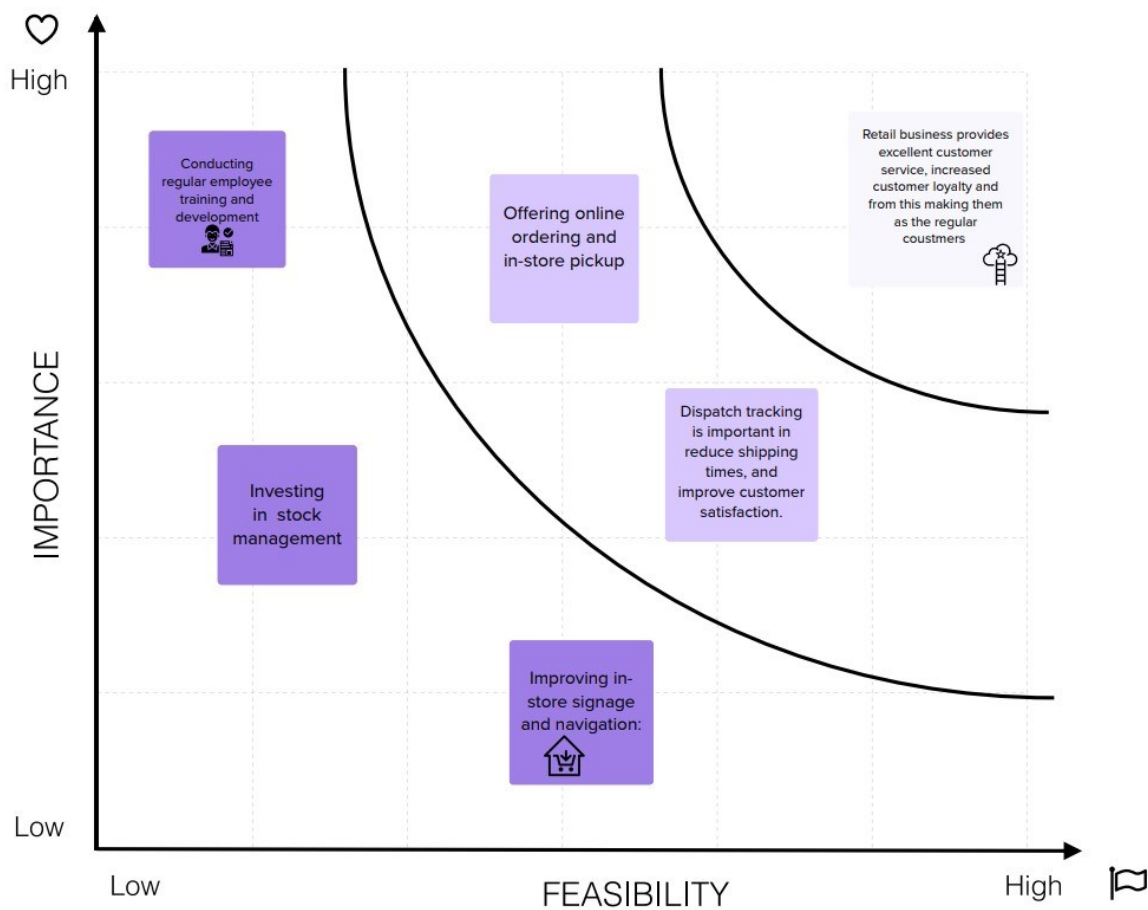 High
Conducting
regular employee
training and
development
Offering online
ordering and
in-store pickup
Retail business provides
excellent customer
service, increased
customer loyalty and
from this making them
as the regular
coustmers
IMPORTANCE
Investing
in stock
management
Dispatch tracking
is important in
reduce shipping
times, and
improve customer
satisfaction.
Improving in-
store signage
and navigation:
Low
Low
FEASIBILITY
High